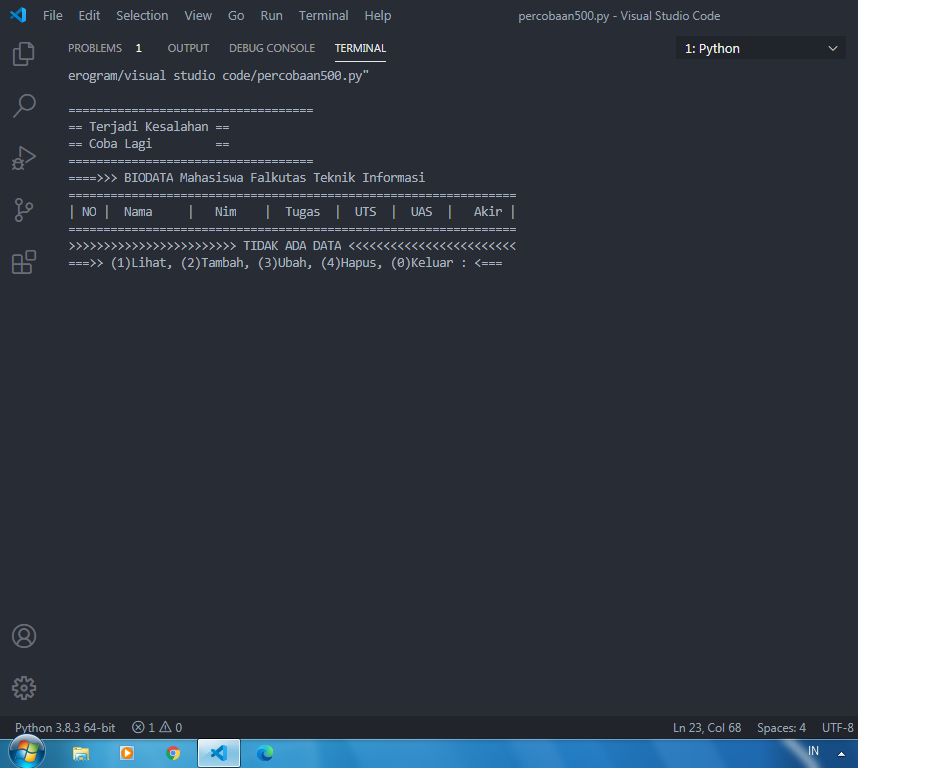 File Edit Selection View Go Run Terminal Help percobaan500.py - Visual Studio Code
PROBLEMS 1 OUTPUT DEBUG CONSOLE TERMINAL 1: Python
erogram/visual studio code/percobaan500.py"
===================================
== Terjadi Kesalahan ==
== Coba Lagi         ==
===================================
====>>> BIODATA Mahasiswa Falkutas Teknik Informasi
================================================================
| NO |  Nama     |   Nim    |  Tugas  |  UTS  |  UAS  |   Akir |
================================================================
>>>>>>>>>>>>>>>>>>>>>>>> TIDAK ADA DATA <<<<<<<<<<<<<<<<<<<<<<<<
===>> (1)Lihat, (2)Tambah, (3)Ubah, (4)Hapus, (0)Keluar : <===
Python 3.8.3 64-bit 1 0 Ln 23, Col 68 Spaces: 4 UTF-8
IN